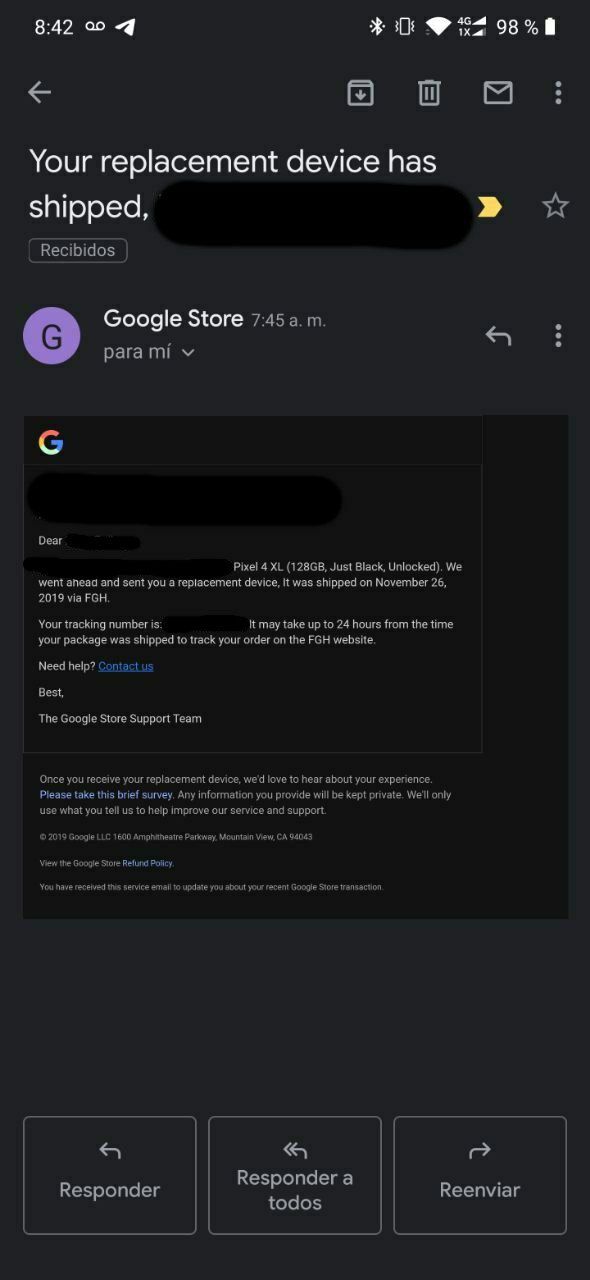 8:42
4G
1X
98 %
Your replacement device has
shipped,
Recibidos
G
Google Store 7:45 a. m.
para mí
G
Dear
Pixel 4 XL (128GB, Just Black, Unlocked). We
went ahead and sent you a replacement device, It was shipped on November 26,
2019 via FGH.
Your tracking number is: It may take up to 24 hours from the time
your package was shipped to track your order on the FGH website.
Need help? Contact us
Best,
The Google Store Support Team
Once you receive your replacement device, we'd love to hear about your experience.
Please take this brief survey. Any information you provide will be kept private. We'll only
use what you tell us to help improve our service and support.
© 2019 Google LLC 1600 Amphitheatre Parkway, Mountain View, CA 94043
View the Google Store Refund Policy.
You have received this service email to update you about your recent Google Store transaction.
Responder
Responder a
todos
Reenviar